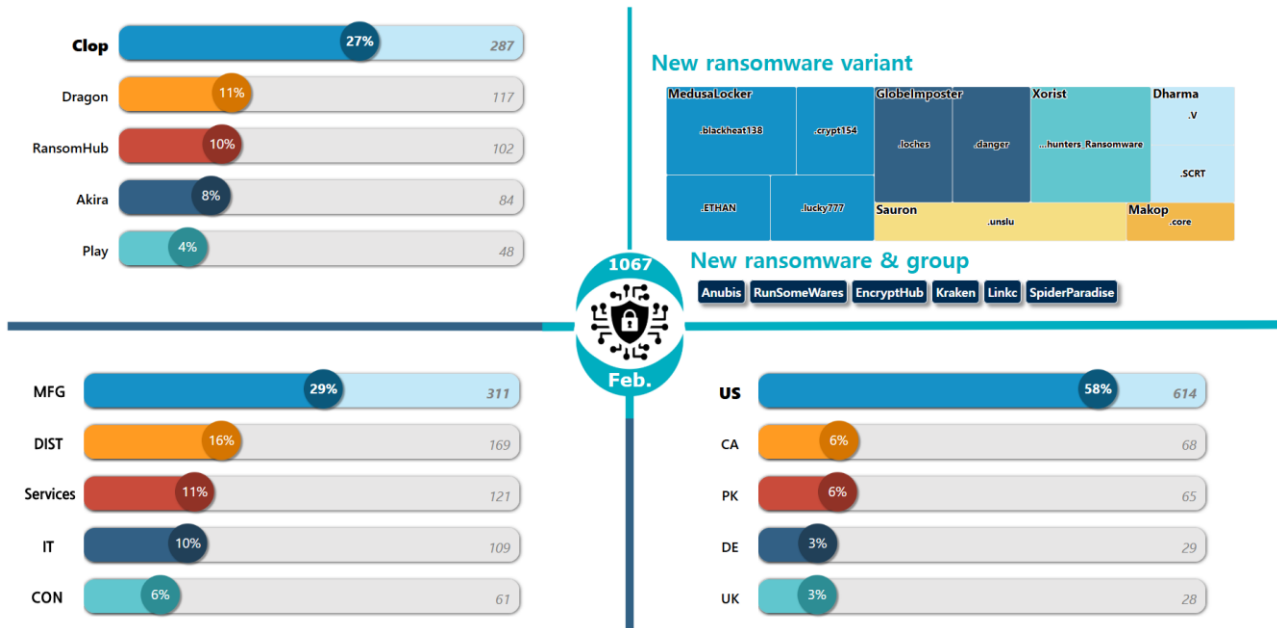 Clop 27% 287
Dragon 11% 117
RansomHub 10% 102
Akira 8% 84
Play 4% 48
New ransomware variant
MedusaLocker GlobeImposter Xorist Dharma
.blackheat138 .crypt154 .loches .danger ...hunters_Ransomware .V
.SCRT
.ETHAN .lucky777
Sauron Makop
.unslu .core
New ransomware & group
Anubis RunSomeWares EncryptHub Kraken Linkc SpiderParadise
1067
Feb.
MFG 29% 311
DIST 16% 169
Services 11% 121
IT 10% 109
CON 6% 61
US 58% 614
CA 6% 68
PK 6% 65
DE 3% 29
UK 3% 28